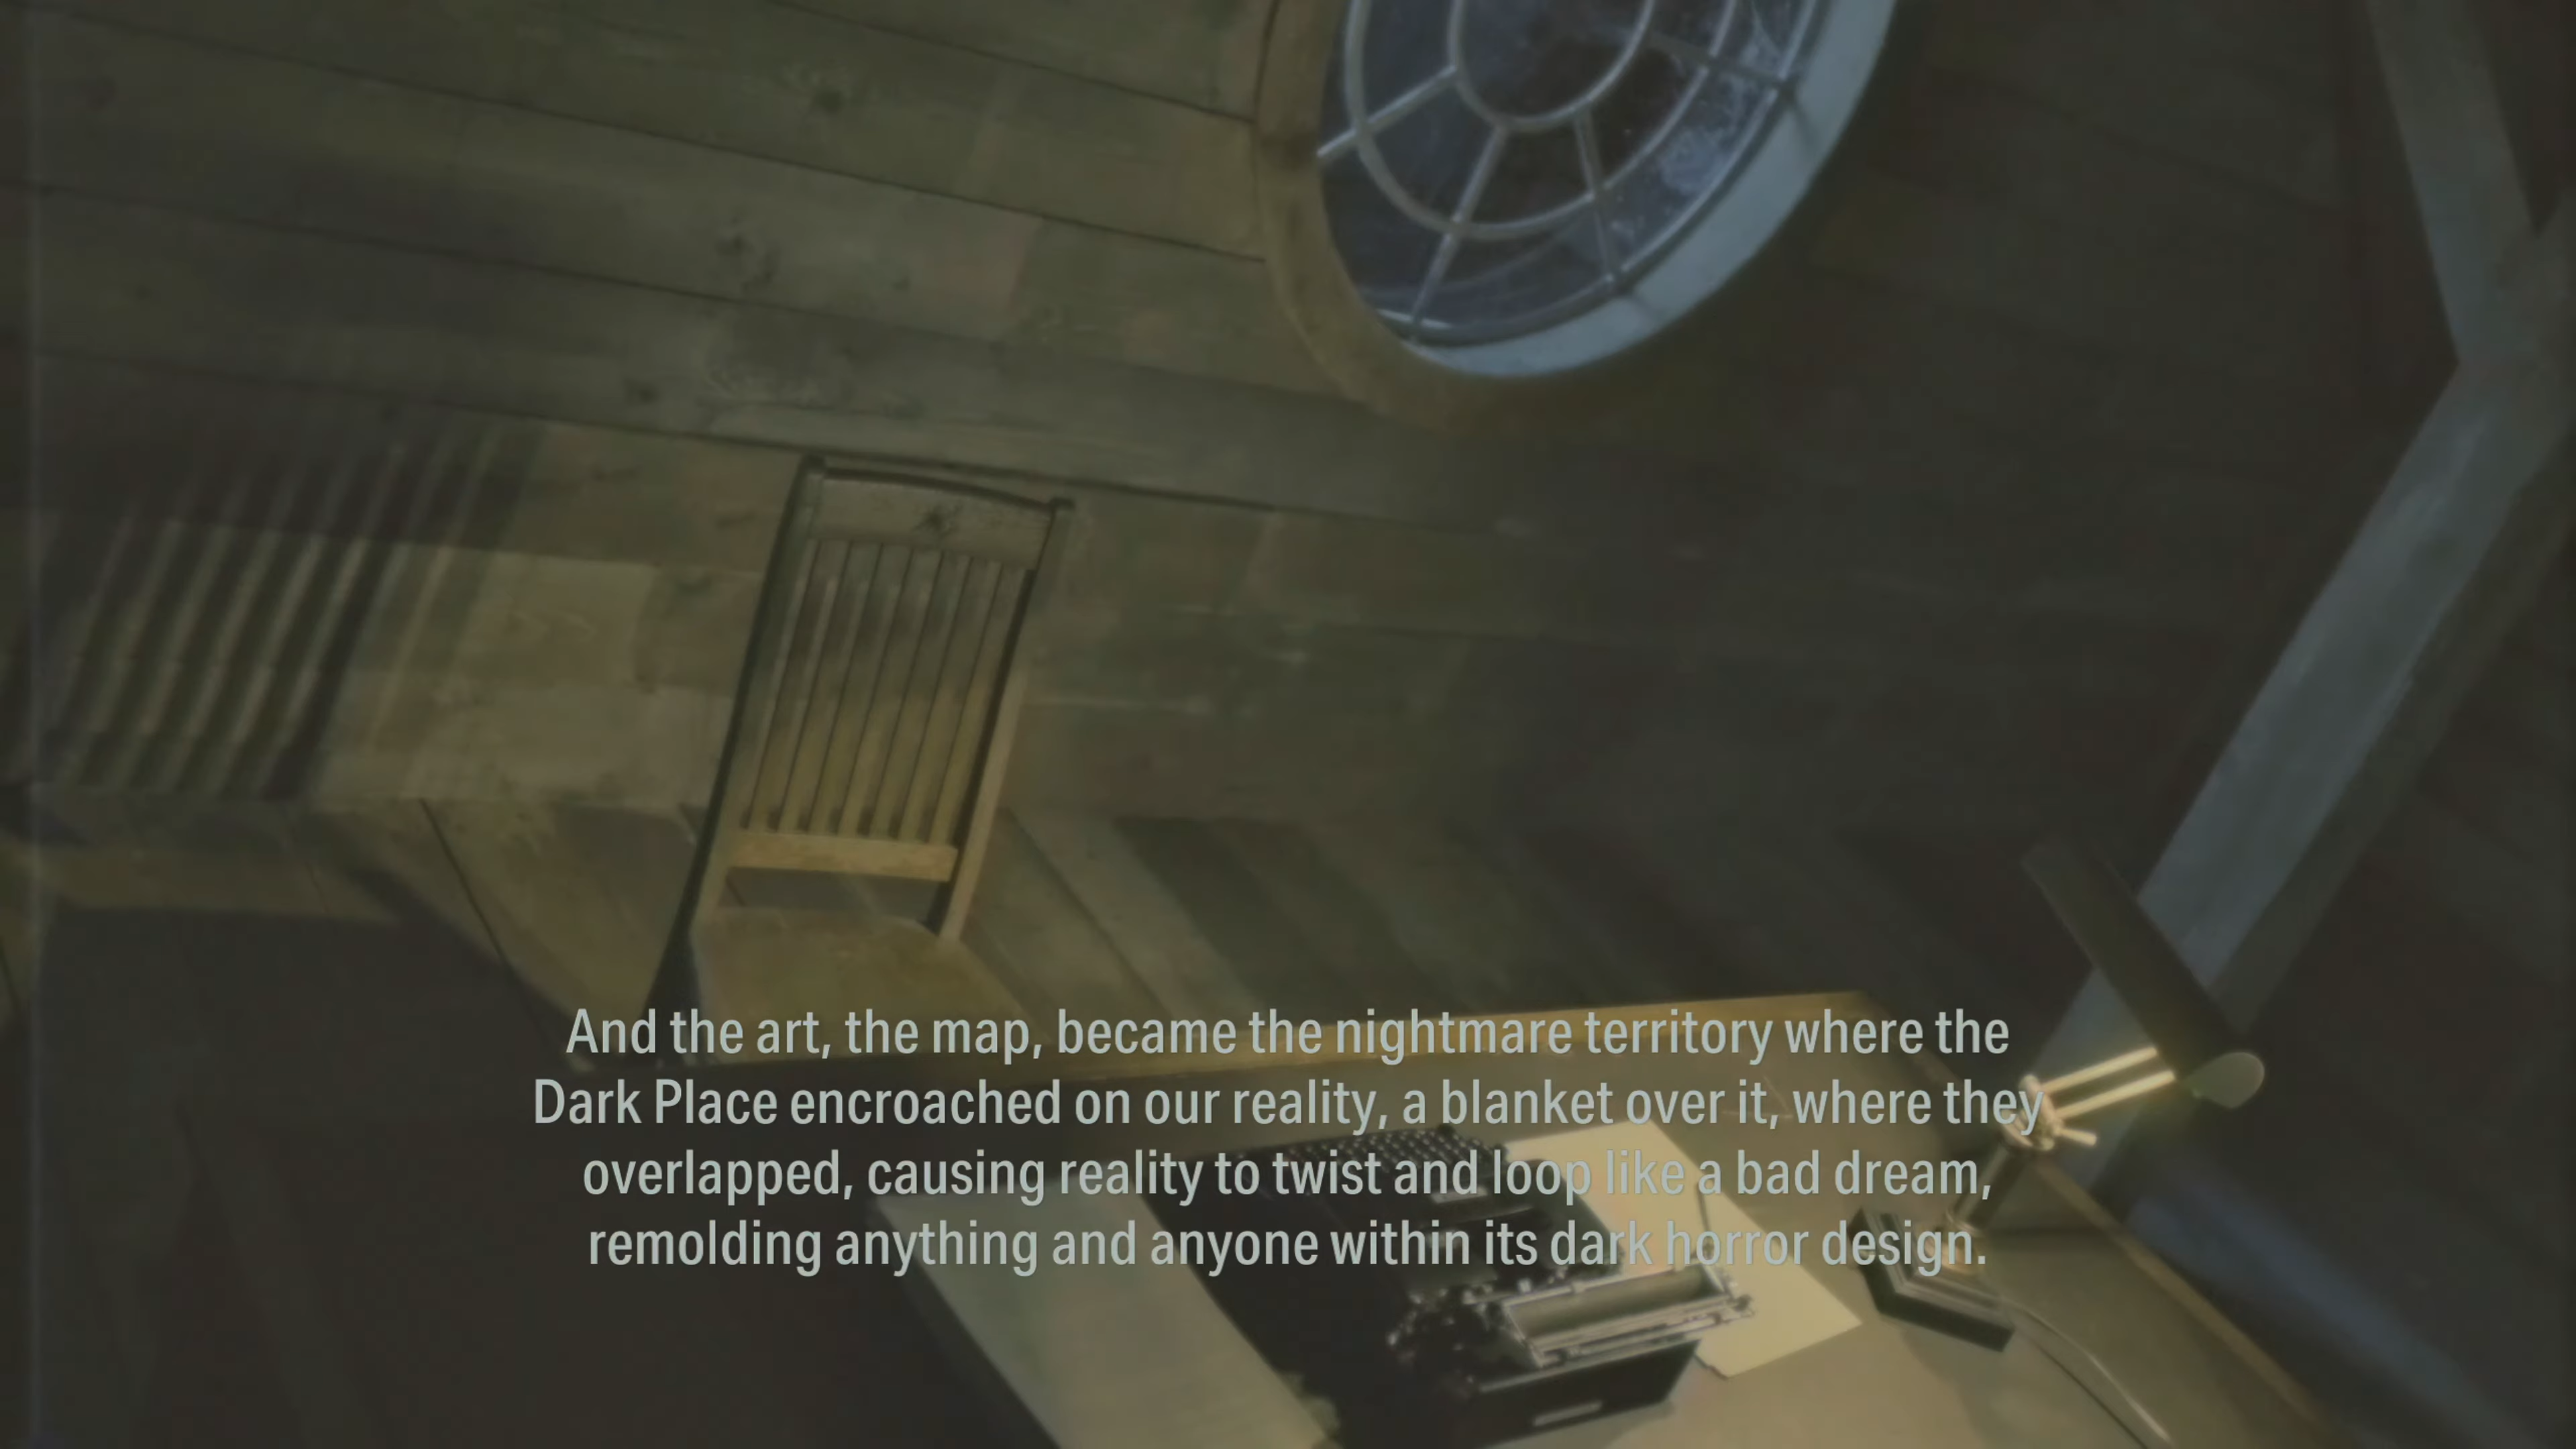 And the art, the map, became the nightmare territory where the
Dark Place encroached on our reality, a blanket over it, where they
overlapped, causing reality to twist and loop like a bad dream,
remolding anything and anyone within its dark horror design.